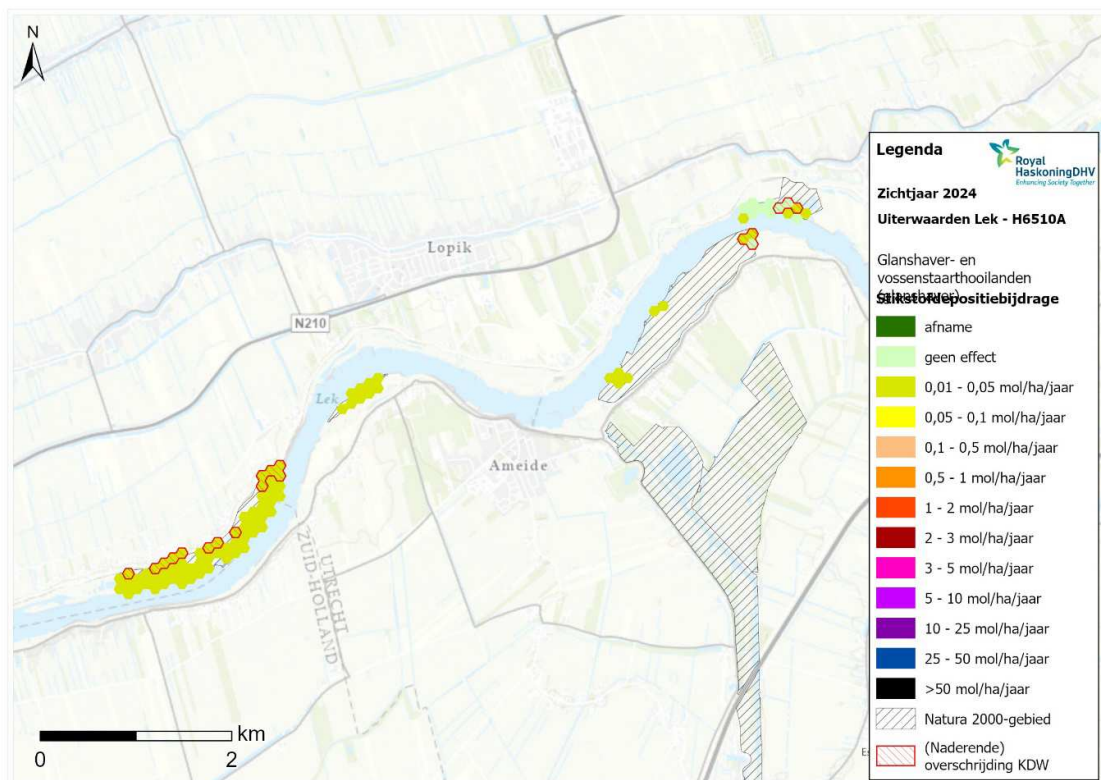 N
Lopik
N210
Lek
Ameide
UTRECHT
ZUID-HOLLAND
km
0
2
Legenda
Royal
HaskoningDHV
Enhancing Society Together
Zichtjaar 2024
Uiterwaarden Lek - H6510A
Glanshaver- en
vossenstaarthooilanden
(glanshaver)
Stikstofdepositiebijdrage
afname
geen effect
0,01 - 0,05 mol/ha/jaar
0,05 - 0,1 mol/ha/jaar
0,1 - 0,5 mol/ha/jaar
0,5 - 1 mol/ha/jaar
1 - 2 mol/ha/jaar
2 - 3 mol/ha/jaar
3 - 5 mol/ha/jaar
5 - 10 mol/ha/jaar
10 - 25 mol/ha/jaar
25 - 50 mol/ha/jaar
>50 mol/ha/jaar
Natura 2000-gebied
(Naderende)
overschrijding KDW